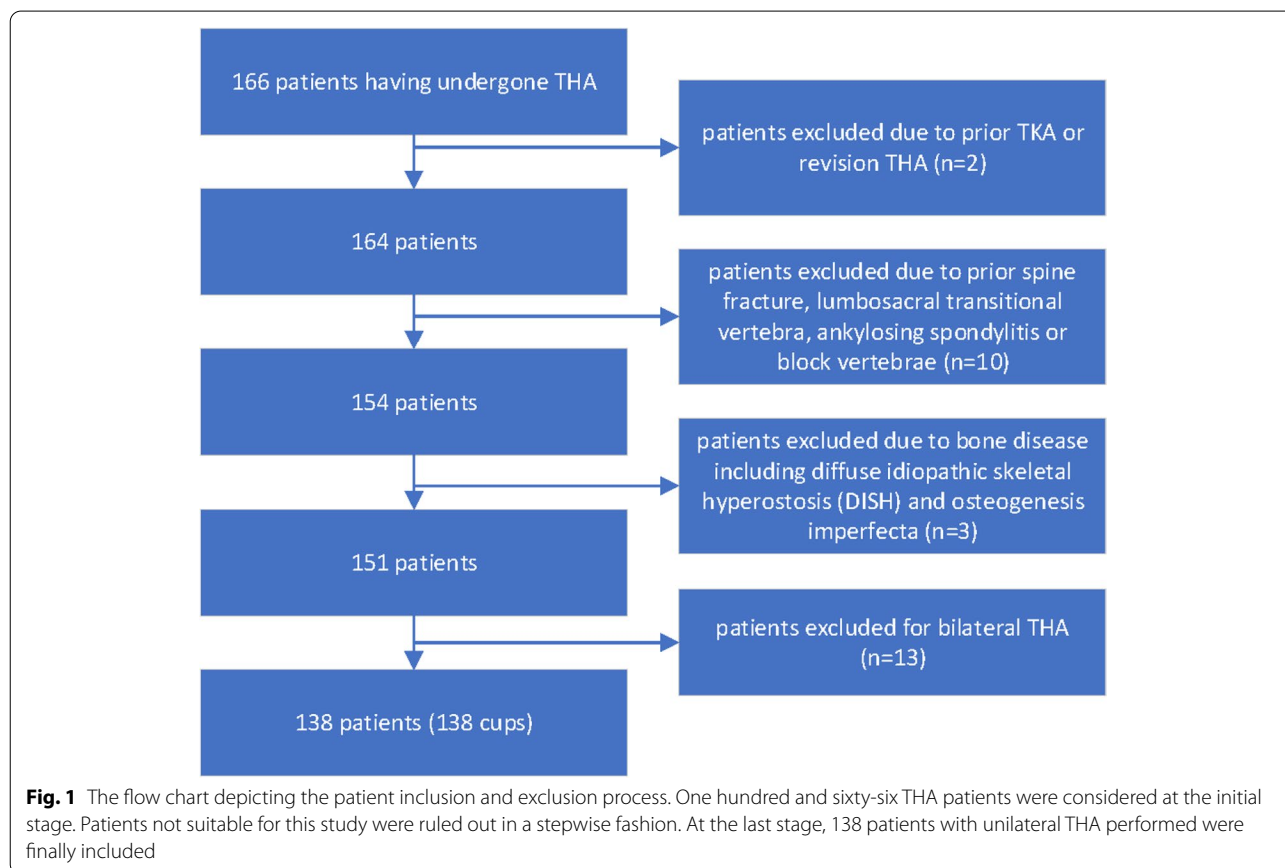 166 patients having undergone THA
patients excluded due to prior TKA or
revision THA (n=2)
164 patients
patients excluded due to prior spine
fracture, lumbosacral transitional
vertebra, ankylosing spondylitis or
block vertebrae (n=10)
154 patients
patients excluded due to bone disease
including diffuse idiopathic skeletal
hyperostosis (DISH) and osteogenesis
imperfecta (n=3)
151 patients
patients excluded for bilateral THA
(n=13)
138 patients (138 cups)
Fig. 1 The flow chart depicting the patient inclusion and exclusion process. One hundred and sixty-six THA patients were considered at the initial
stage. Patients not suitable for this study were ruled out in a stepwise fashion. At the last stage, 138 patients with unilateral THA performed were
finally included